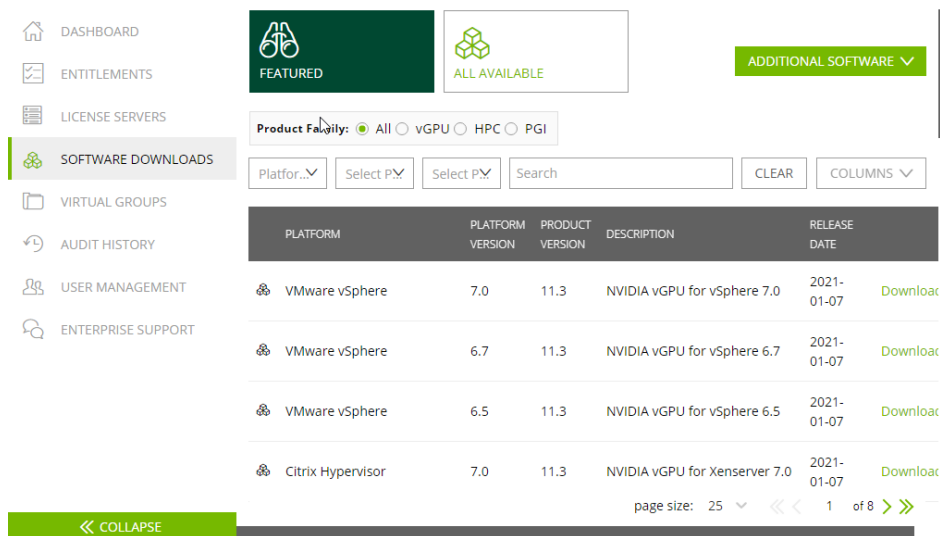 DASHBOARD
ENTITLEMENTS
LICENSE SERVERS
SOFTWARE DOWNLOADS
VIRTUAL GROUPS
AUDIT HISTORY
USER MANAGEMENT
ENTERPRISE SUPPORT
COLLAPSE
FEATURED
ALL AVAILABLE
ADDITIONAL SOFTWARE
Product Family: All vGPU HPC PGI
Platfor... Select P... Select P... Search CLEAR COLUMNS
PLATFORM PLATFORM VERSION PRODUCT VERSION DESCRIPTION RELEASE DATE
VMware vSphere 7.0 11.3 NVIDIA vGPU for vSphere 7.0 2021-01-07 Download
VMware vSphere 6.7 11.3 NVIDIA vGPU for vSphere 6.7 2021-01-07 Download
VMware vSphere 6.5 11.3 NVIDIA vGPU for vSphere 6.5 2021-01-07 Download
Citrix Hypervisor 7.0 11.3 NVIDIA vGPU for Xenserver 7.0 2021-01-07 Download
page size: 25 1 of 8